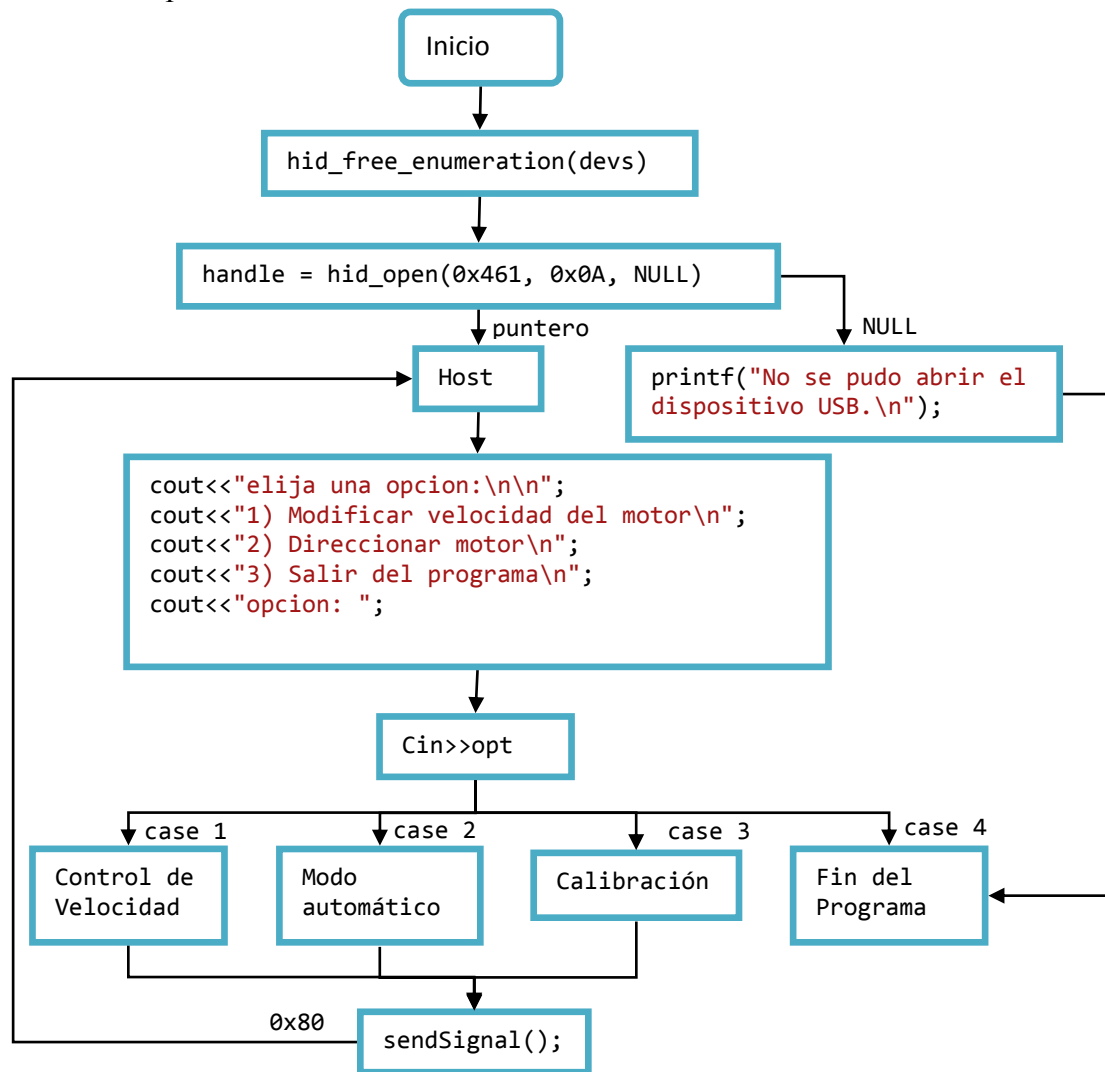 Inicio
hid_free_enumeration(devs)
handle = hid_open(0x461, 0x0A, NULL)
puntero
NULL
Host
printf("No se pudo abrir el
dispositivo USB.\n");
cout<<"elija una opcion:\n\n";
cout<<"1) Modificar velocidad del motor\n";
cout<<"2) Direccionar motor\n";
cout<<"3) Salir del programa\n";
cout<<"opcion: ";
Cin>>opt
case 1
case 2
case 3
case 4
Control de
Velocidad
Modo
automático
Calibración
Fin del
Programa
0x80
sendSignal();